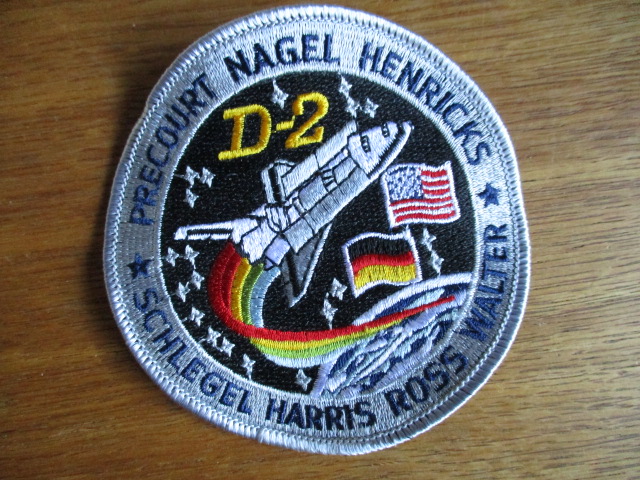 PRECOURT NAGEL HENRICKS
D-2
SCHLEGEL HARRIS ROSS WALTER